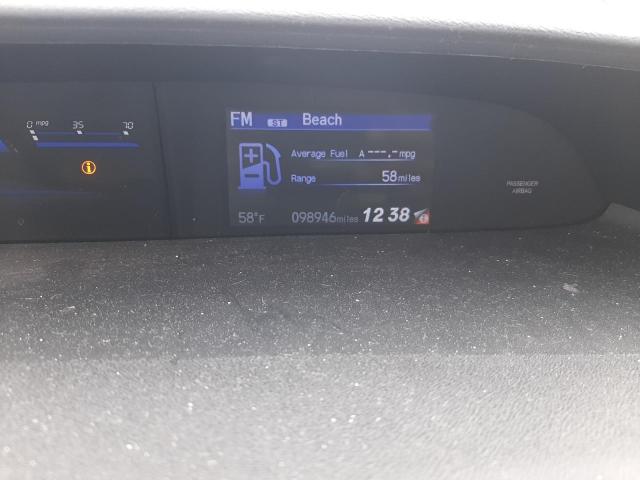 0 mpg 35 70
FM ST Beach
Average Fuel A ---.- mpg
Range 58 miles
58°F 098946 miles 12 38
PASSENGER
AIRBAG